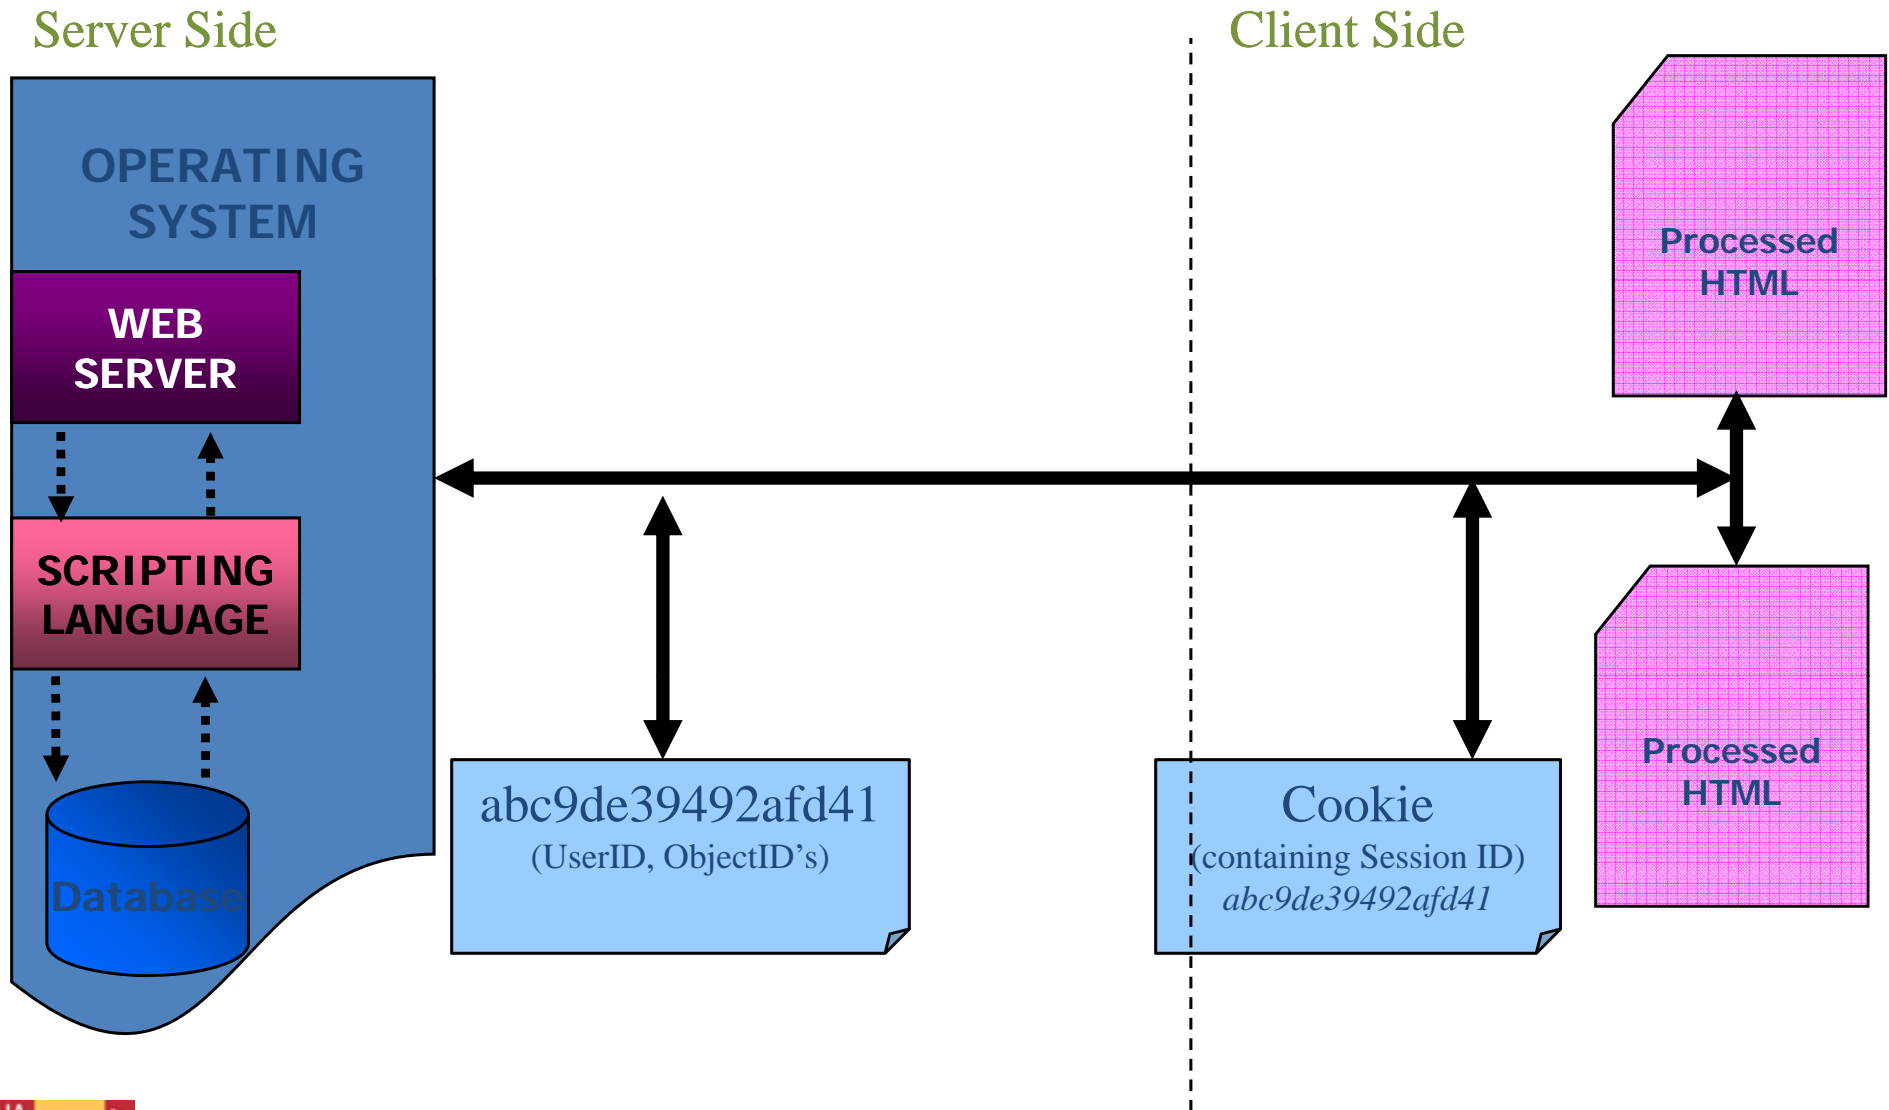 Server Side
Client Side
OPERATING
SYSTEM
WEB
SERVER
SCRIPTING
LANGUAGE
Database
abc9de39492afd41
(UserID, ObjectID’s)
Cookie
(containing Session ID)
abc9de39492afd41
Processed
HTML
Processed
HTML